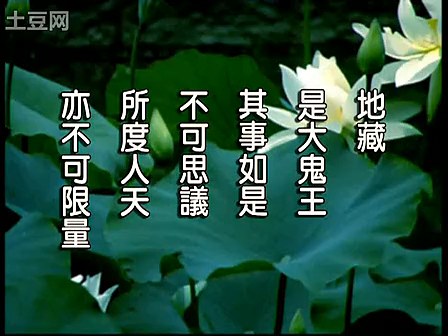 土豆网
地藏
是大鬼王
其事如是
不可思議
所度人天
亦不可限量